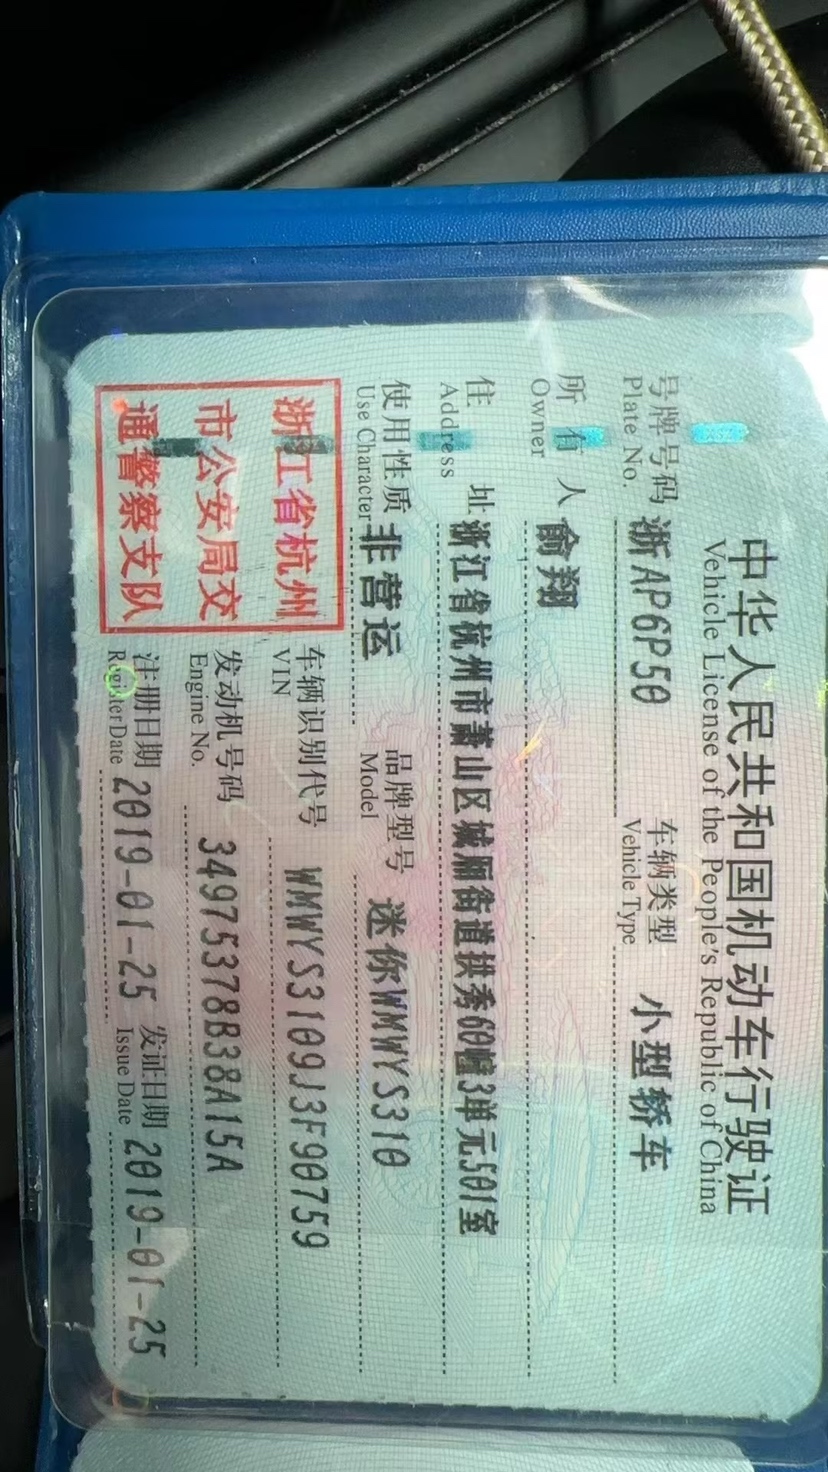 中华人民共和国机动车行驶证
Vehicle License of the People's Republic of China
号牌号码 浙AP6P50 车辆类型 小型轿车
Plate No. Vehicle Type
所有人 俞翔
Owner
住址 浙江省杭州市萧山区城厢街道拱秀60幢3单元501室
Address
使用性质 非营运 品牌型号 迷你WMWYS310
Use Character Model
浙江省杭州
市公安局交
通警察支队
车辆识别代号 WMWYS3109J3F90759
VIN
发动机号码 34975378B38A15A
Engine No.
注册日期 2019-01-25 发证日期 2019-01-25
Register Date Issue Date